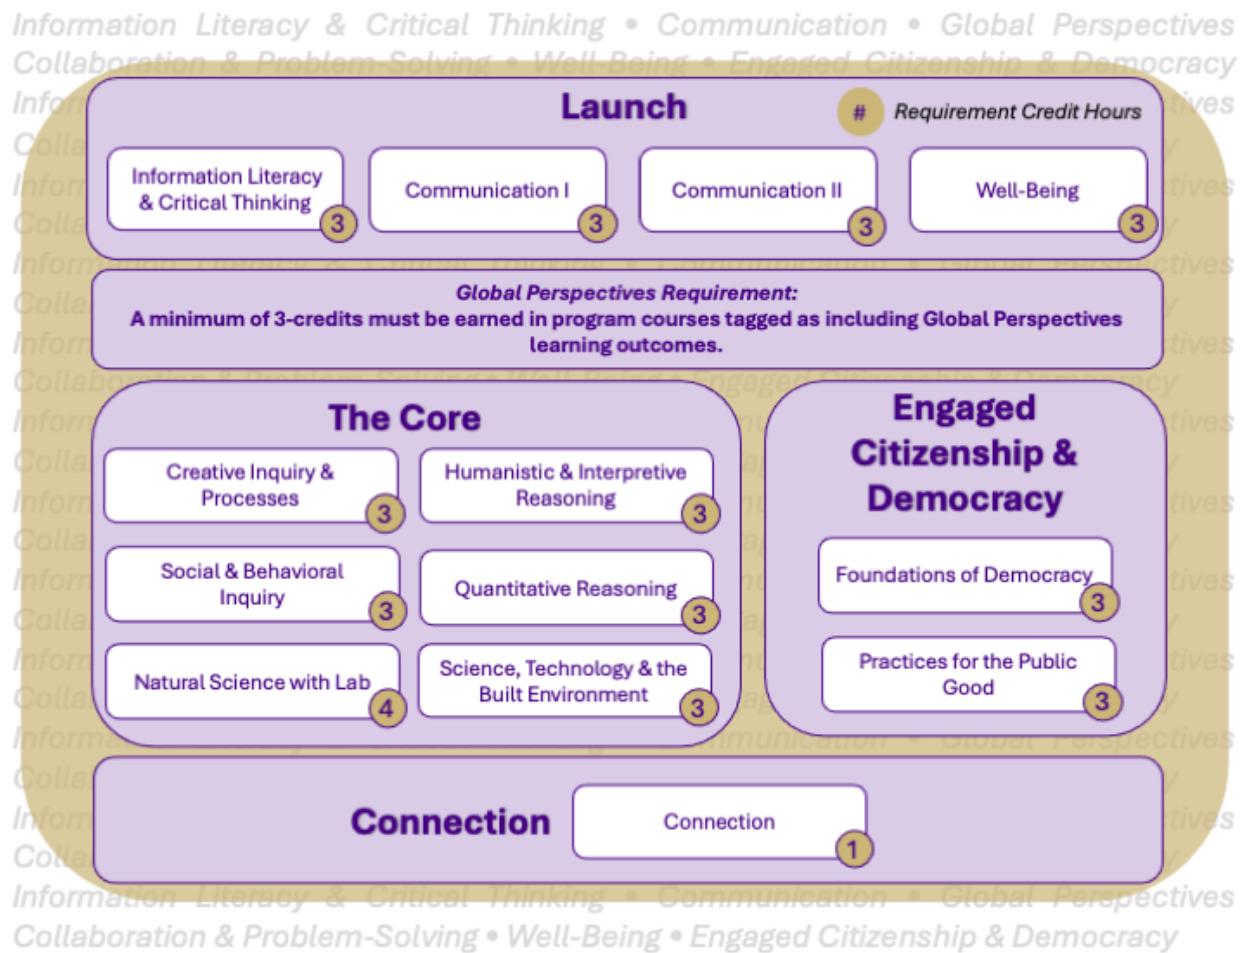 Information Literacy & Critical Thinking • Communication • Global Perspectives
Collaboration & Problem-Solving • Well-Being • Engaged Citizenship & Democracy
Launch
# Requirement Credit Hours
Information Literacy
& Critical Thinking
3
Communication I
3
Communication II
3
Well-Being
3
Global Perspectives Requirement:
A minimum of 3-credits must be earned in program courses tagged as including Global Perspectives
learning outcomes.
The Core
Creative Inquiry &
Processes
3
Humanistic & Interpretive
Reasoning
3
Social & Behavioral
Inquiry
3
Quantitative Reasoning
3
Natural Science with Lab
4
Science, Technology & the
Built Environment
3
Engaged
Citizenship &
Democracy
Foundations of Democracy
3
Practices for the Public
Good
3
Connection
Connection
1
Information Literacy & Critical Thinking • Communication • Global Perspectives
Collaboration & Problem-Solving • Well-Being • Engaged Citizenship & Democracy